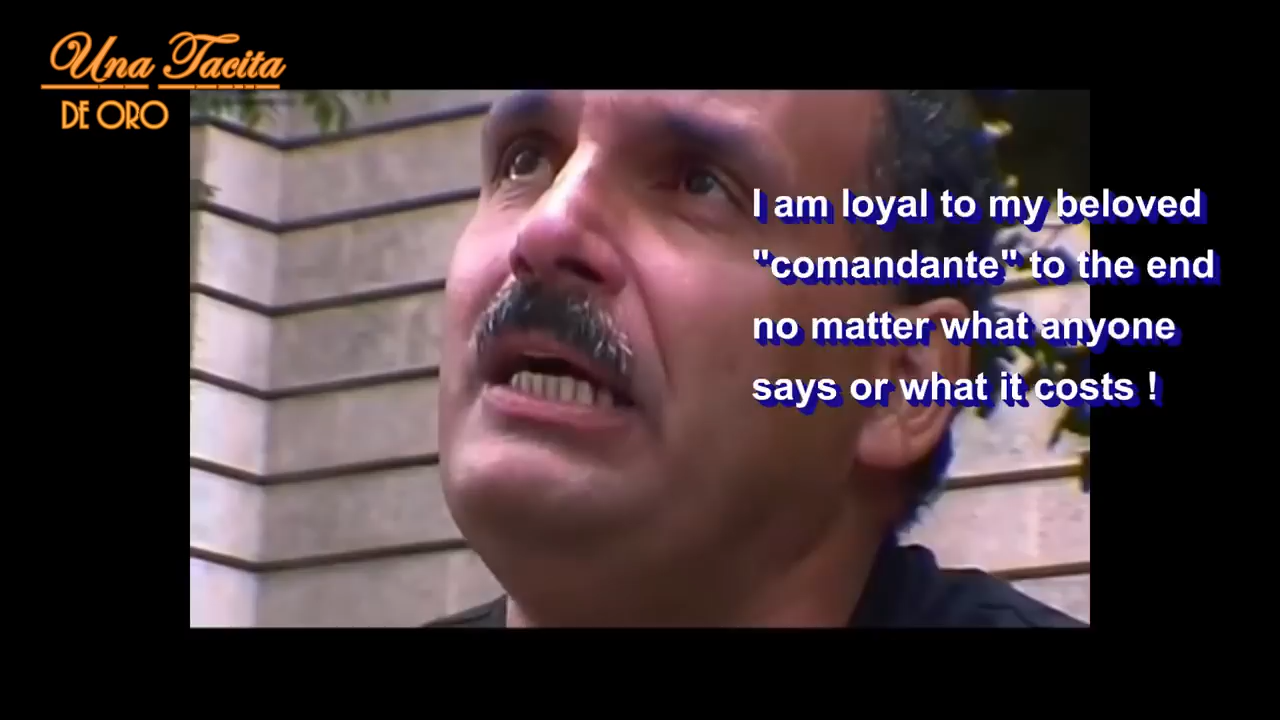 Una Tacita
DE ORO
I am loyal to my beloved
"comandante" to the end
no matter what anyone
says or what it costs !